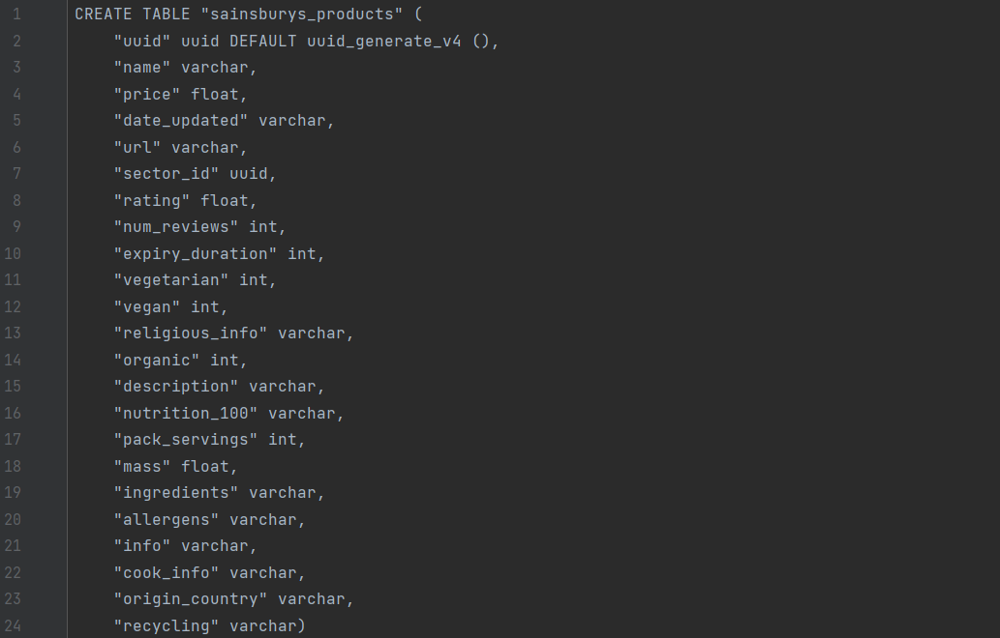 1 CREATE TABLE "sainsburys_products" (
2 "uuid" uuid DEFAULT uuid_generate_v4 (),
3 "name" varchar,
4 "price" float,
5 "date_updated" varchar,
6 "url" varchar,
7 "sector_id" uuid,
8 "rating" float,
9 "num_reviews" int,
10 "expiry_duration" int,
11 "vegetarian" int,
12 "vegan" int,
13 "religious_info" varchar,
14 "organic" int,
15 "description" varchar,
16 "nutrition_100" varchar,
17 "pack_servings" int,
18 "mass" float,
19 "ingredients" varchar,
20 "allergens" varchar,
21 "info" varchar,
22 "cook_info" varchar,
23 "origin_country" varchar,
24 "recycling" varchar)